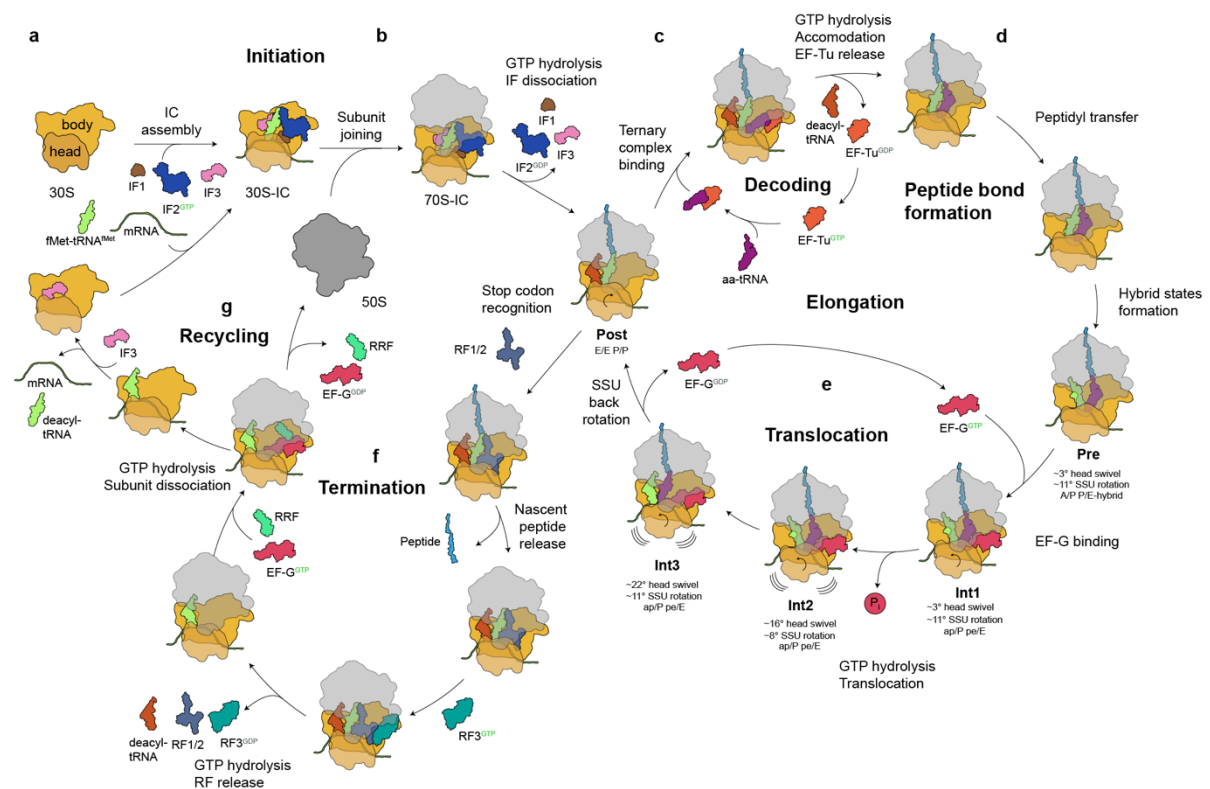 a
Initiation
body
head
30S
IC
assembly
IF1
IF2GTP
IF3
fMet-tRNAfMet
mRNA
30S-IC
Subunit
joining
50S
b
70S-IC
GTP hydrolysis
IF dissociation
IF1
IF2GDP
IF3
c
Ternary
complex
binding
GTP hydrolysis
Accomodation
EF-Tu release
deacyl-
tRNA
EF-TuGDP
Decoding
EF-TuGTP
aa-tRNA
d
Peptidyl transfer
Peptide bond
formation
Elongation
Hybrid states
formation
Pre
~3° head swivel
~11° SSU rotation
A/P P/E-hybrid
e
Translocation
EF-GGTP
EF-G binding
Int1
~3° head swivel
~11° SSU rotation
ap/P pe/E
Pi
GTP hydrolysis
Translocation
Int2
~16° head swivel
~8° SSU rotation
ap/P pe/E
Int3
~22° head swivel
~11° SSU rotation
ap/P pe/E
EF-GGDP
SSU
back
rotation
Post
E/E P/P
Stop codon
recognition
RF1/2
f
Termination
Nascent
peptide
release
Peptide
RF3GTP
deacyl-
tRNA
RF1/2
RF3GDP
GTP hydrolysis
RF release
g
Recycling
RRF
EF-GGTP
GTP hydrolysis
Subunit dissociation
RRF
EF-GGDP
IF3
mRNA
deacyl-
tRNA